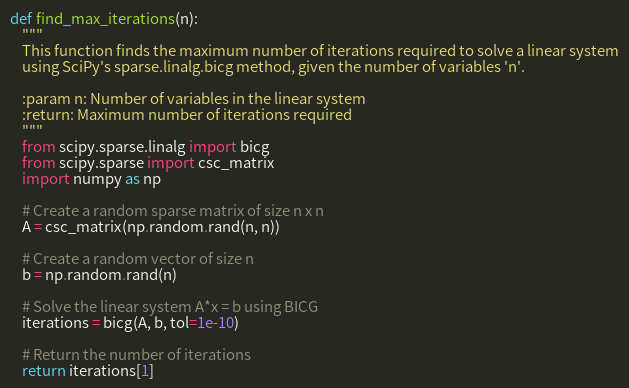 def find_max_iterations(n):
    """
    This function finds the maximum number of iterations required to solve a linear system
    using SciPy's sparse.linalg.bicg method, given the number of variables 'n'.

    :param n: Number of variables in the linear system
    :return: Maximum number of iterations required
    """
    from scipy.sparse.linalg import bicg
    from scipy.sparse import csc_matrix
    import numpy as np

    # Create a random sparse matrix of size n x n
    A = csc_matrix(np.random.rand(n, n))

    # Create a random vector of size n
    b = np.random.rand(n)

    # Solve the linear system A*x = b using BICG
    iterations = bicg(A, b, tol=1e-10)

    # Return the number of iterations
    return iterations[1]